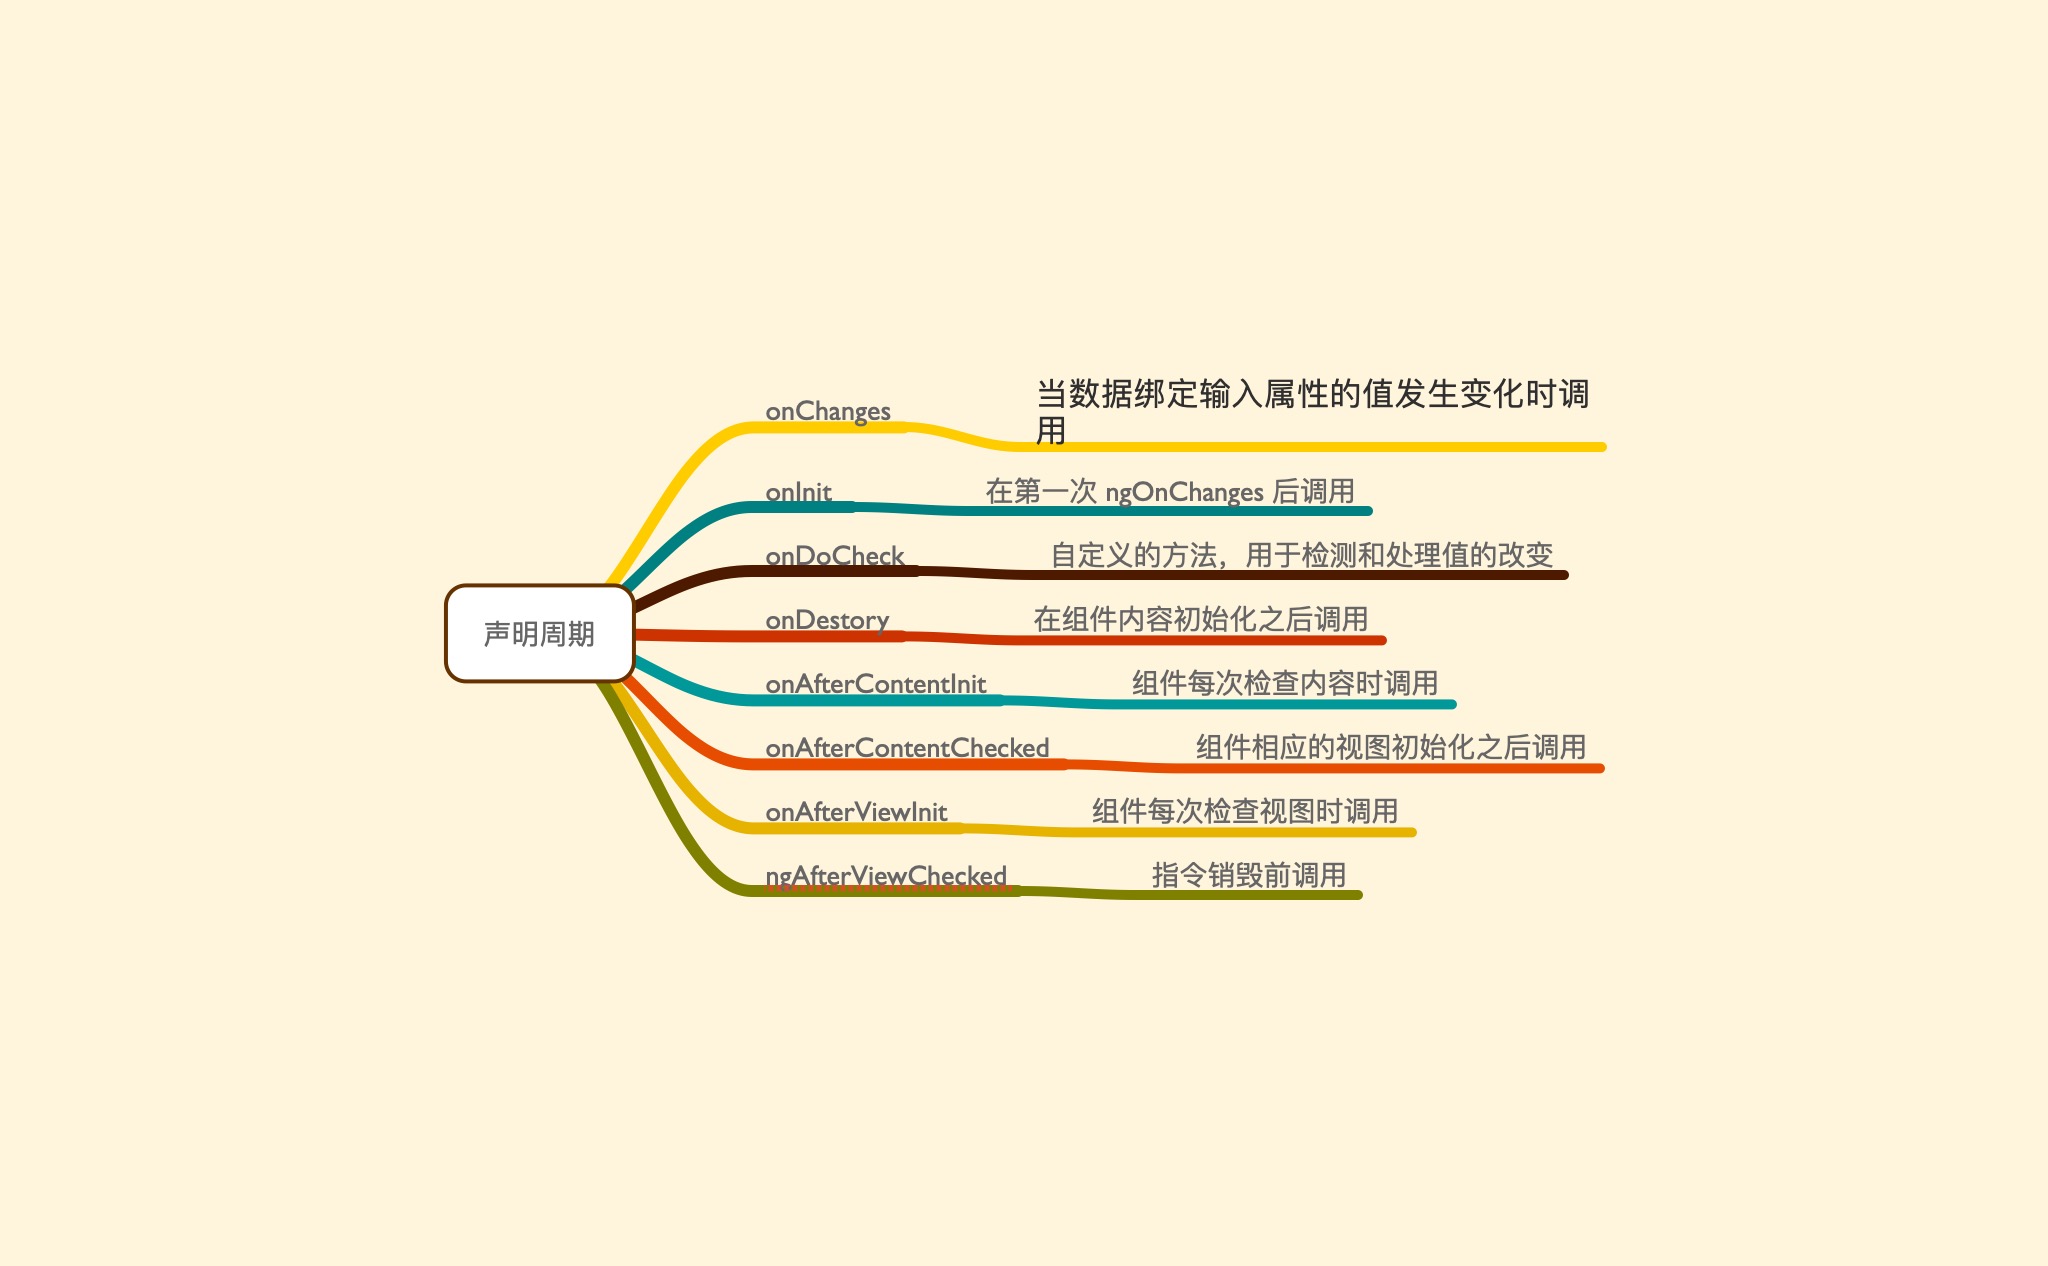 当数据绑定输入属性的值发生变化时调
用
onChanges
onInit
在第一次 ngOnChanges 后调用
onDoCheck
自定义的方法，用于检测和处理值的改变
onDestory
在组件内容初始化之后调用
声明周期
onAfterContentInit
组件每次检查内容时调用
onAfterContentChecked
组件相应的视图初始化之后调用
onAfterViewInit
组件每次检查视图时调用
ngAfterViewChecked
指令销毁前调用